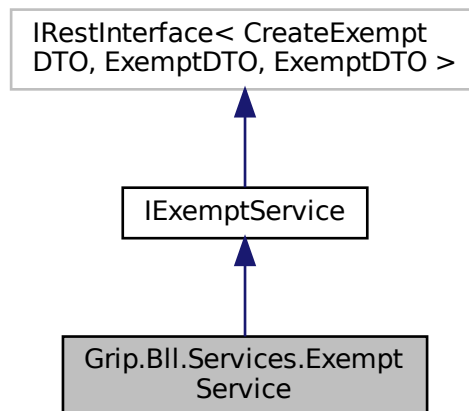 IRestInterface< CreateExempt
DTO, ExemptDTO, ExemptDTO >
IExemptService
Grip.Bll.Services.Exempt
Service